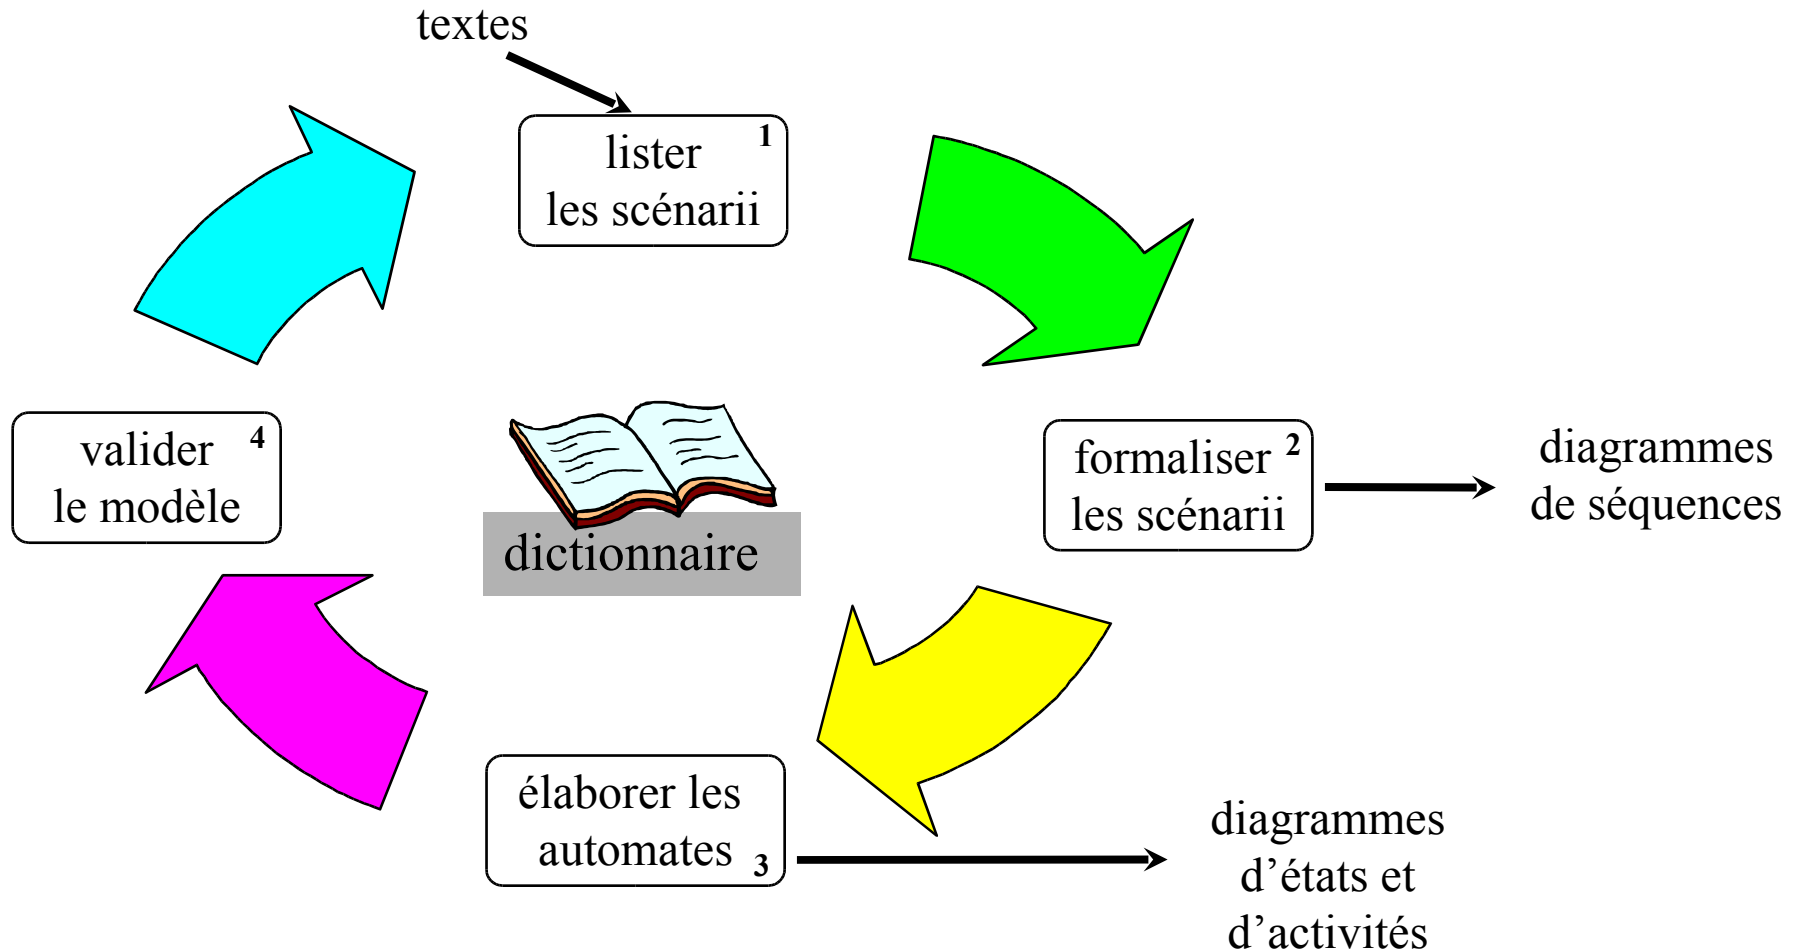 textes
1
lister
les scénarii
valider 4
le modèle
dictionnaire
formaliser 2
les scénarii
diagrammes
de séquences
élaborer les
automates 3
diagrammes
d’états et
d’activités